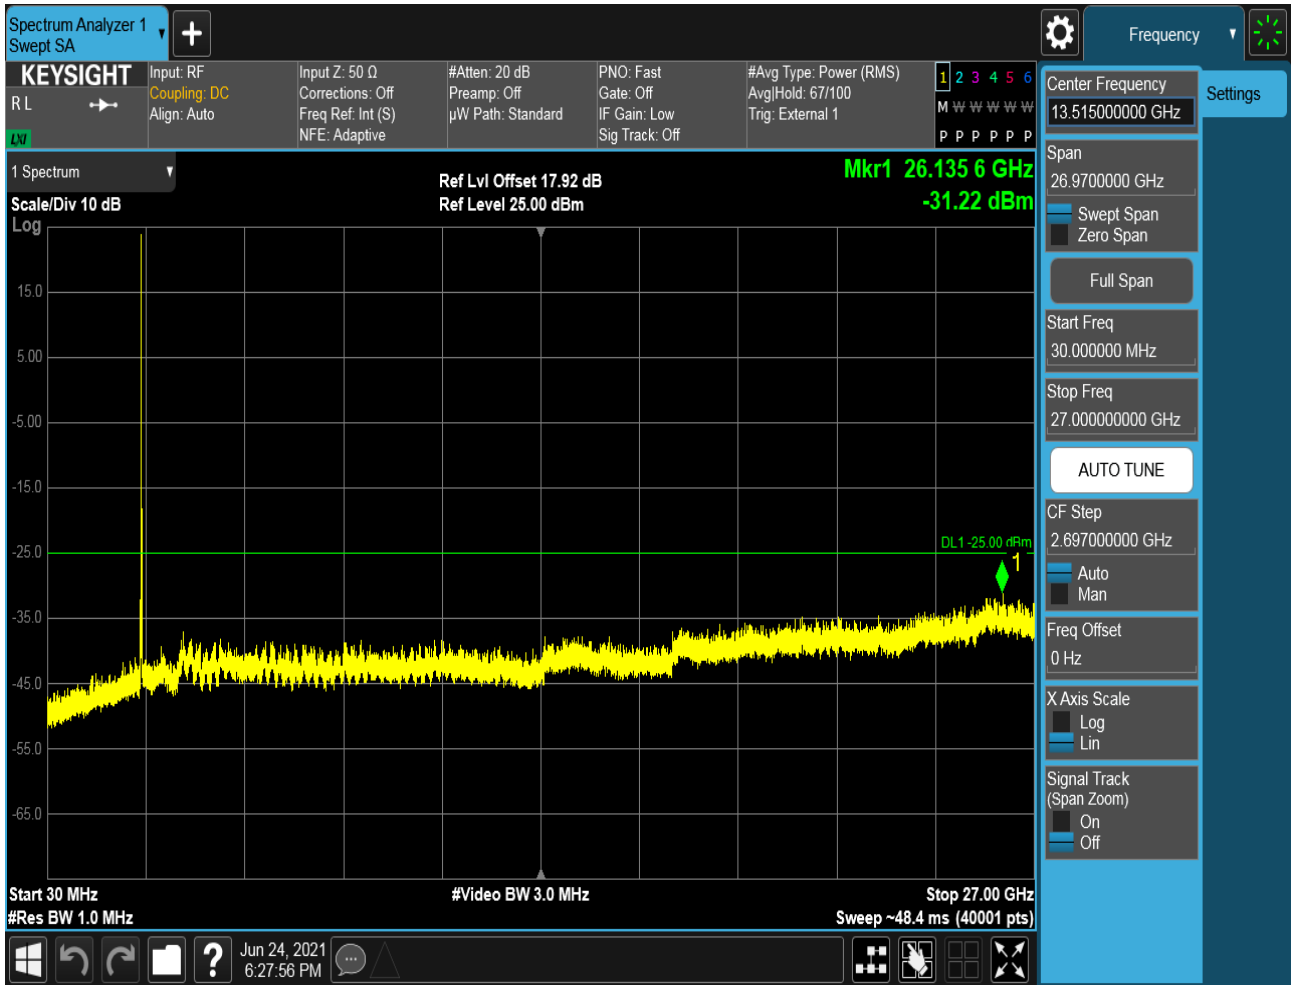 Spectrum Analyzer 1
Swept SA
Frequency
KEYSIGHT
R L
LXI
Input: RF
Coupling: DC
Align: Auto
Input Z: 50 Ω
Corrections: Off
Freq Ref: Int (S)
NFE: Adaptive
#Atten: 20 dB
Preamp: Off
µW Path: Standard
PNO: Fast
Gate: Off
IF Gain: Low
Sig Track: Off
#Avg Type: Power (RMS)
Avg|Hold: 67/100
Trig: External 1
1 2 3 4 5 6
M W W W W W
P P P P P P
1 Spectrum
Scale/Div 10 dB
Log
Ref Lvl Offset 17.92 dB
Ref Level 25.00 dBm
Mkr1 26.135 6 GHz
-31.22 dBm
15.0
5.00
-5.00
-15.0
-25.0
-35.0
-45.0
-55.0
-65.0
DL1 -25.00 dBm
1
Start 30 MHz
#Res BW 1.0 MHz
#Video BW 3.0 MHz
Stop 27.00 GHz
Sweep ~48.4 ms (40001 pts)
Center Frequency
13.515000000 GHz
Span
26.9700000 GHz
Swept Span
Zero Span
Full Span
Start Freq
30.000000 MHz
Stop Freq
27.000000000 GHz
AUTO TUNE
CF Step
2.697000000 GHz
Auto
Man
Freq Offset
0 Hz
X Axis Scale
Log
Lin
Signal Track
(Span Zoom)
On
Off
Settings
?
Jun 24, 2021
6:27:56 PM